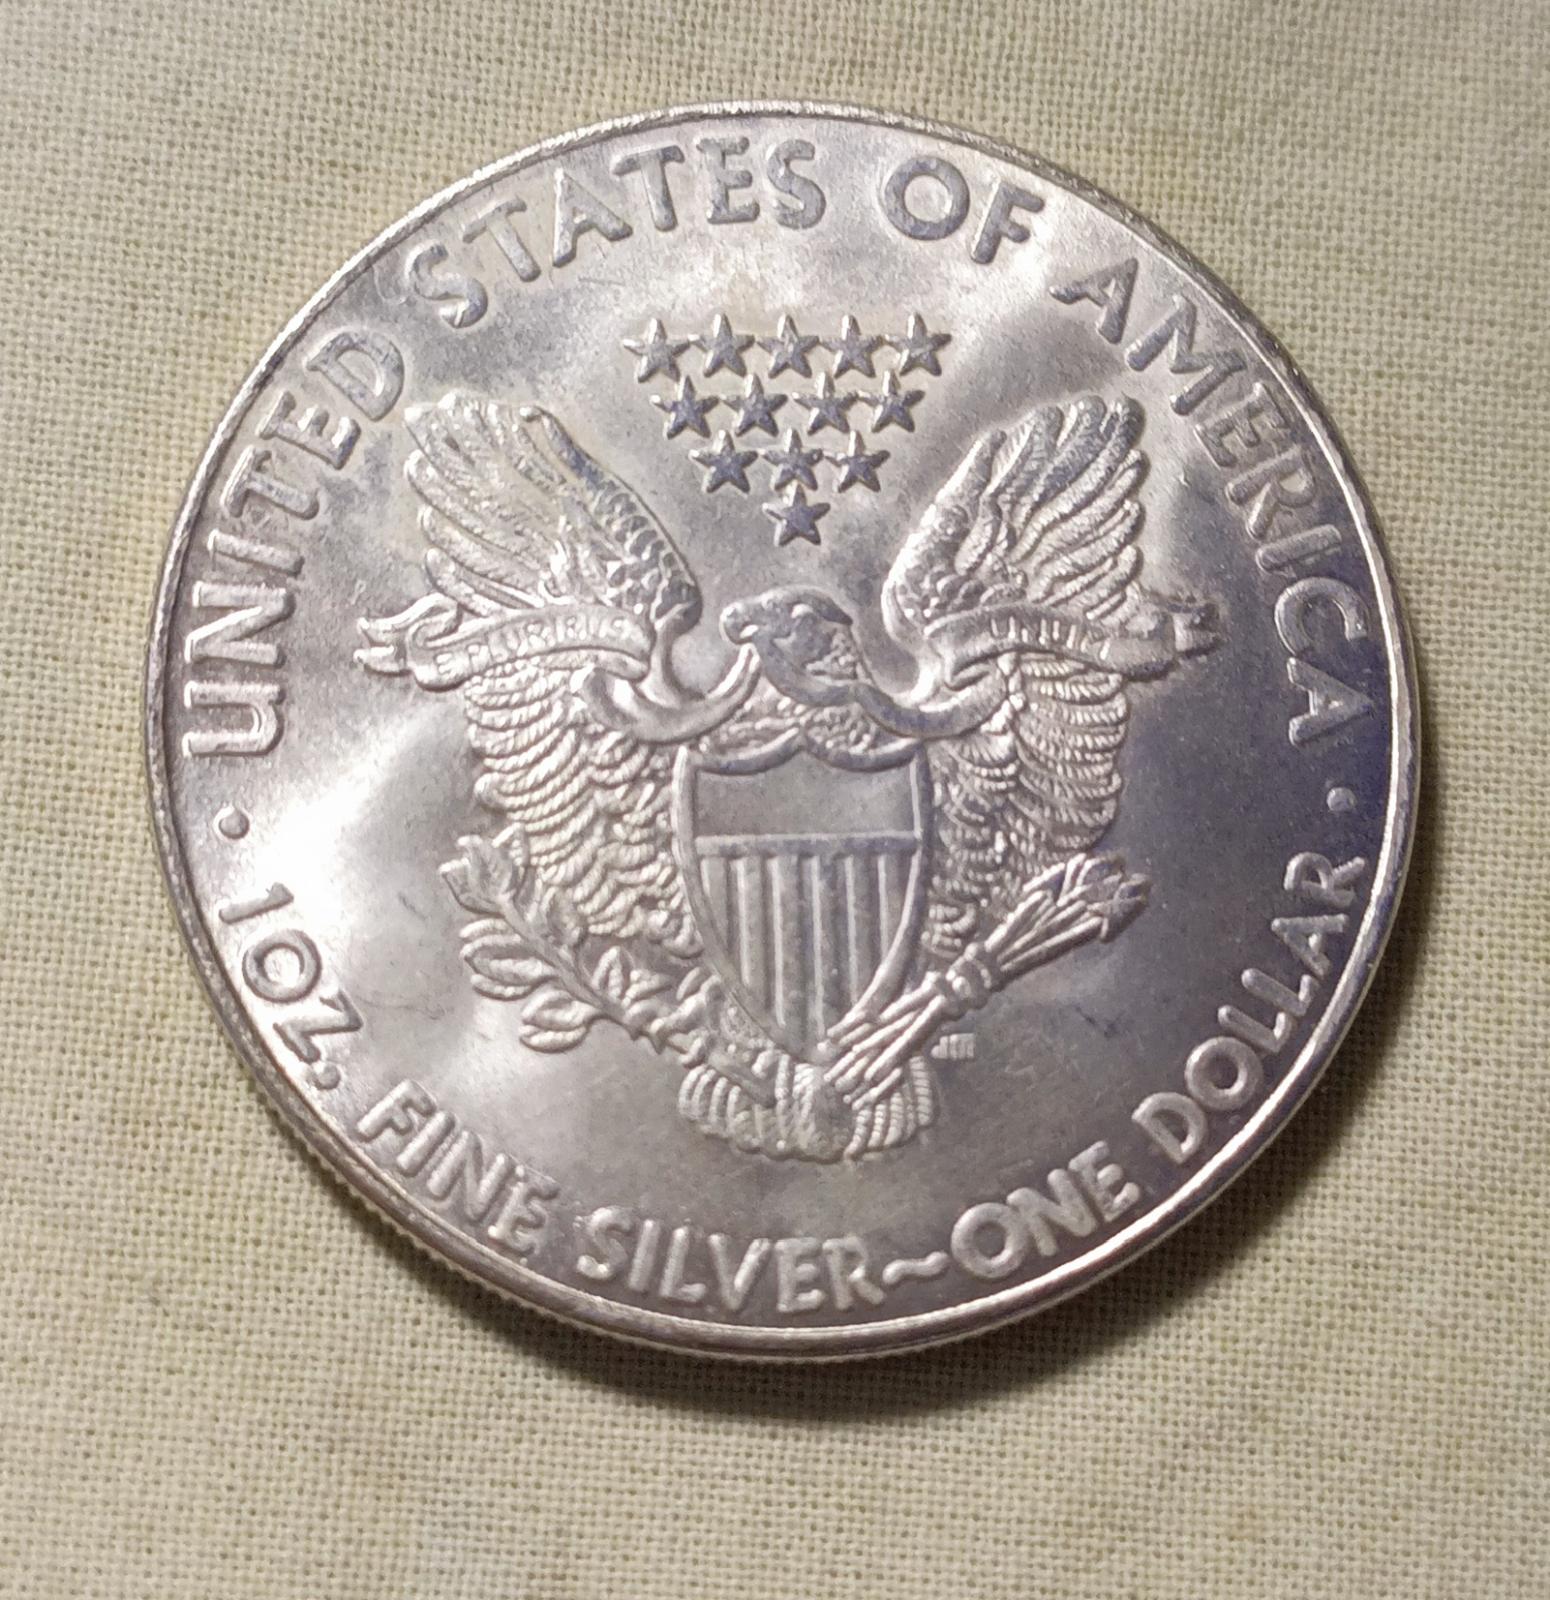 UNITED STATES OF AMERICA
E PLURIBUS UNUM
1 OZ. FINE SILVER~ONE DOLLAR